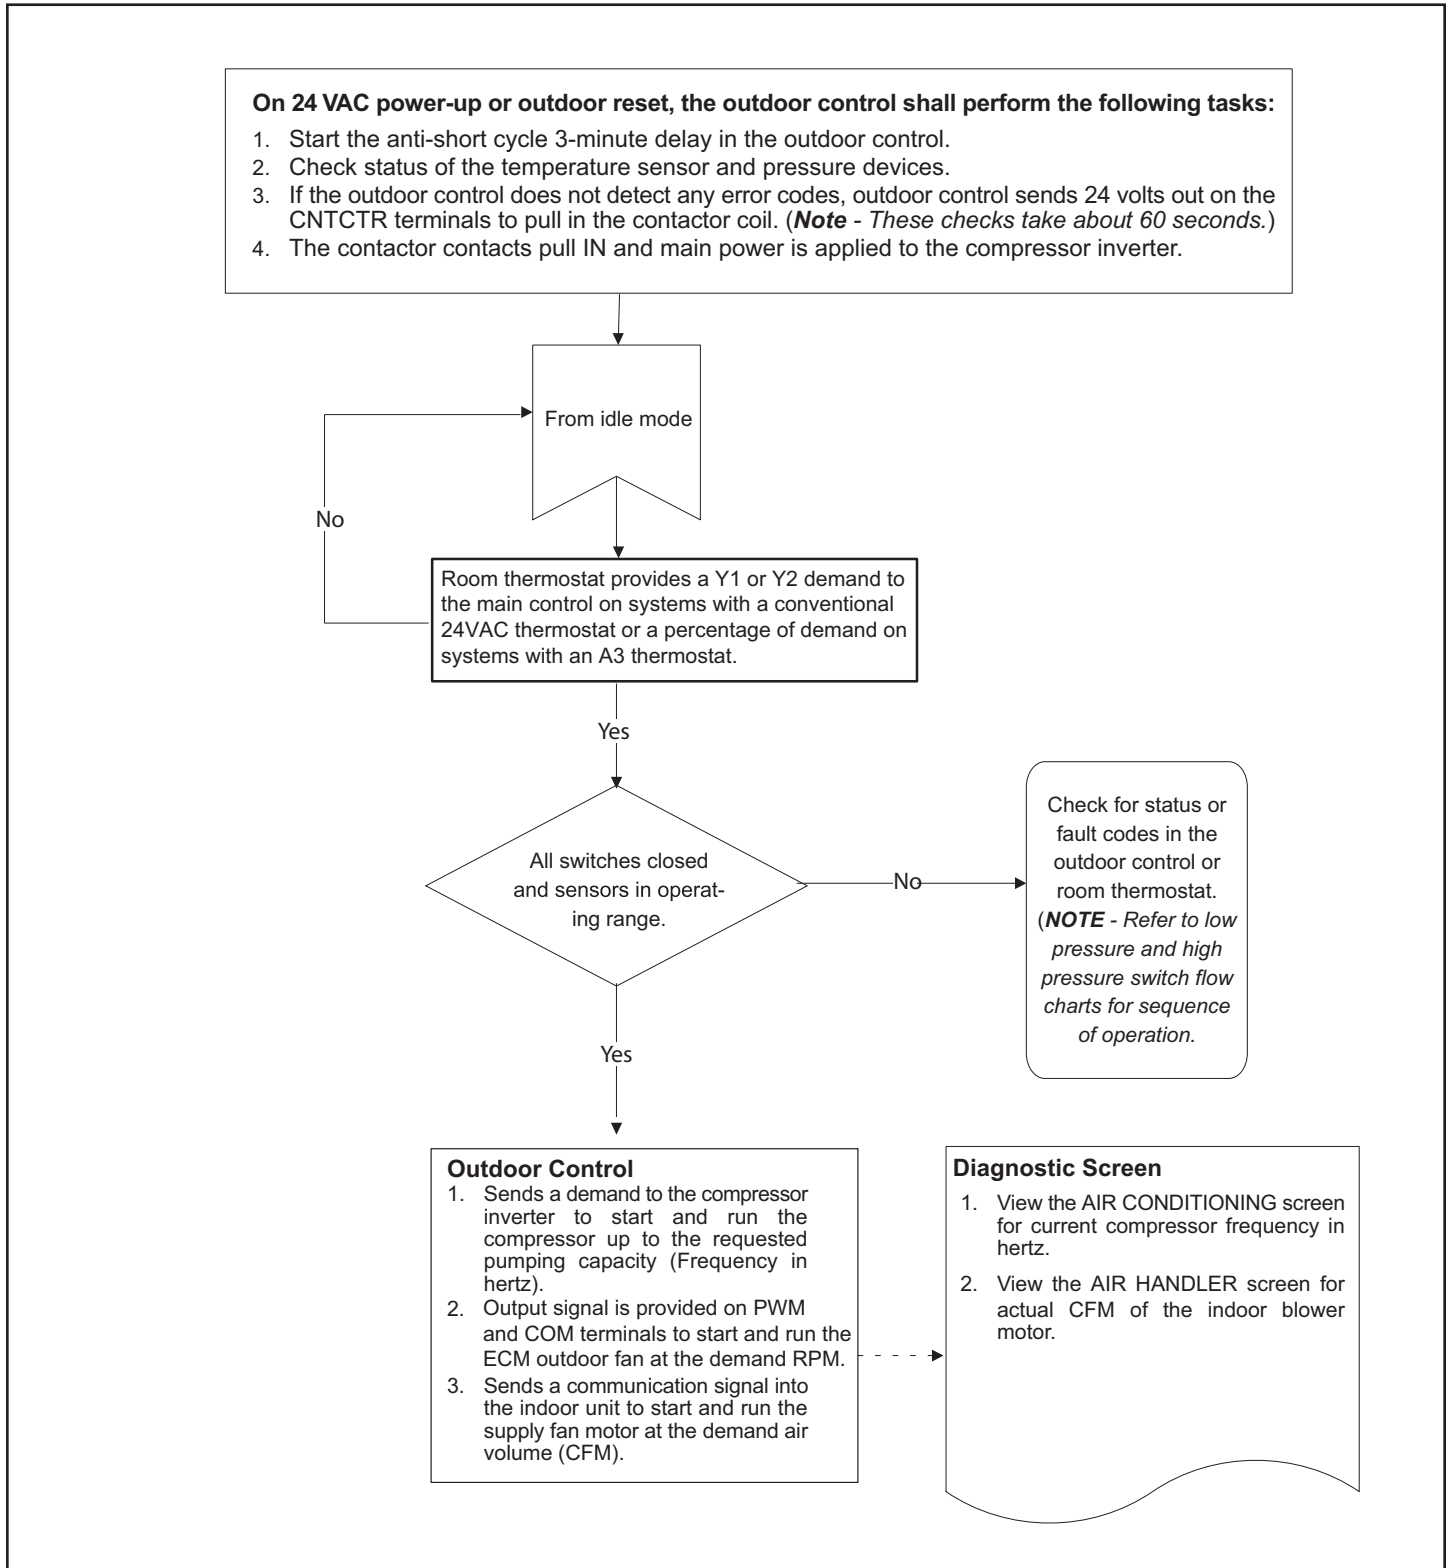 On 24 VAC power-up or outdoor reset, the outdoor control shall perform the following tasks:
1. Start the anti-short cycle 3-minute delay in the outdoor control.
2. Check status of the temperature sensor and pressure devices.
3. If the outdoor control does not detect any error codes, outdoor control sends 24 volts out on the
CNTCTR terminals to pull in the contactor coil. (Note - These checks take about 60 seconds.)
4. The contactor contacts pull IN and main power is applied to the compressor inverter.
From idle mode
No
Room thermostat provides a Y1 or Y2 demand to
the main control on systems with a conventional
24VAC thermostat or a percentage of demand on
systems with an A3 thermostat.
Yes
All switches closed
and sensors in operat-
ing range.
No
Check for status or
fault codes in the
outdoor control or
room thermostat.
(NOTE - Refer to low
pressure and high
pressure switch flow
charts for sequence
of operation.
Yes
Outdoor Control
1. Sends a demand to the compressor
inverter to start and run the
compressor up to the requested
pumping capacity (Frequency in
hertz).
2. Output signal is provided on PWM
and COM terminals to start and run the
ECM outdoor fan at the demand RPM.
3. Sends a communication signal into
the indoor unit to start and run the
supply fan motor at the demand air
volume (CFM).
Diagnostic Screen
1. View the AIR CONDITIONING screen
for current compressor frequency in
hertz.
2. View the AIR HANDLER screen for
actual CFM of the indoor blower
motor.